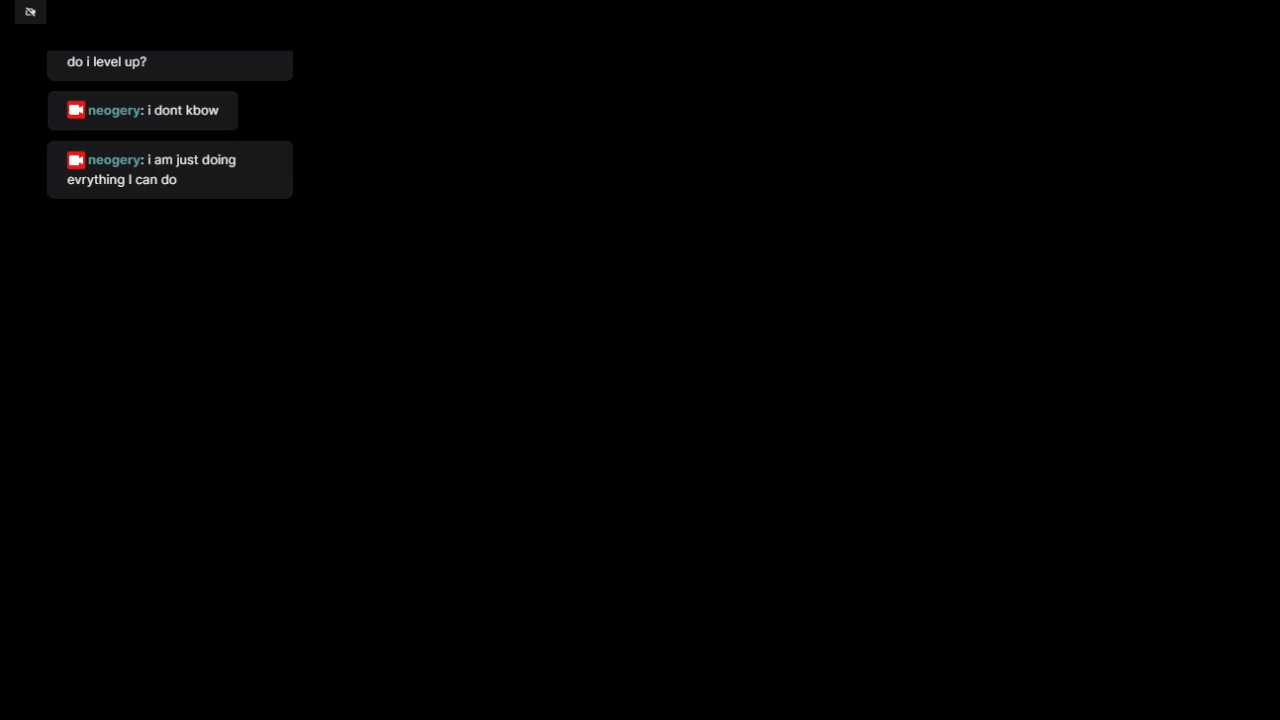 do i level up?
neogery: i dont kbow
neogery: i am just doing
evrything I can do